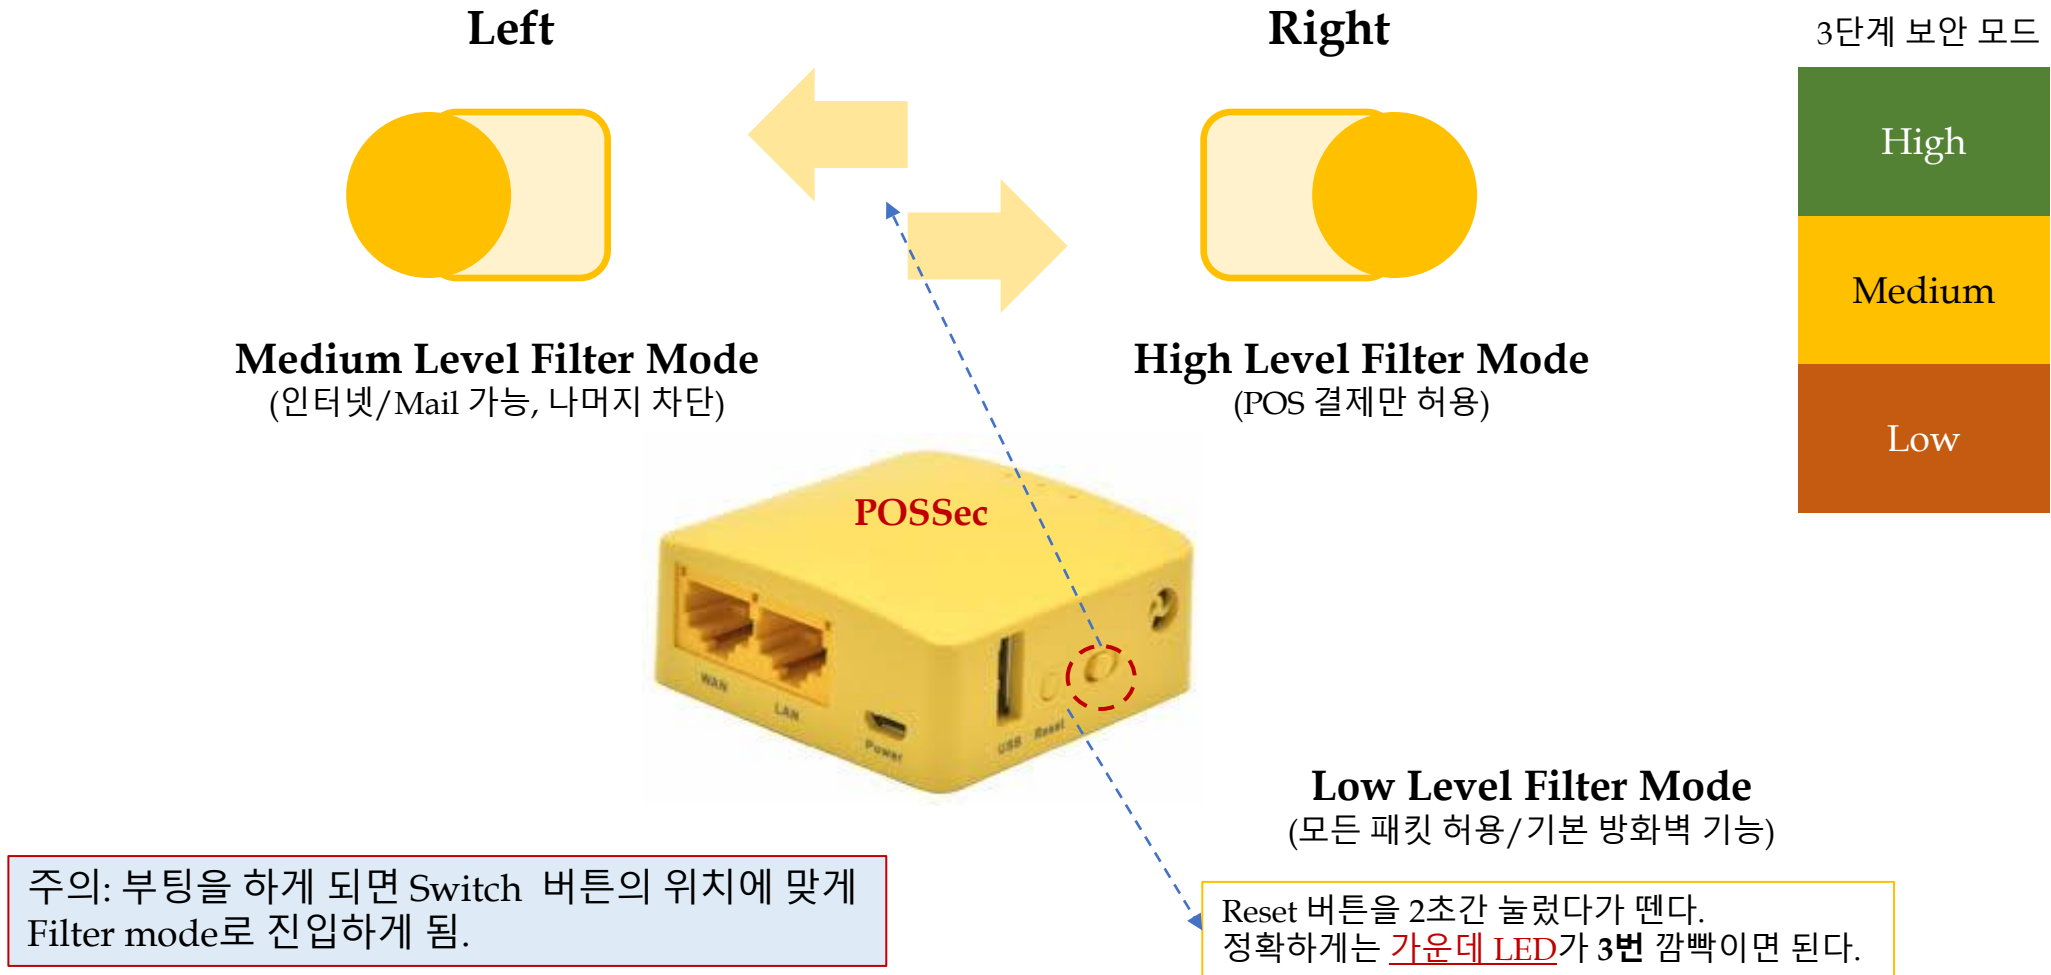 Left
Right
3단계 보안 모드
High
Medium
Low
Medium Level Filter Mode
(인터넷/Mail 가능, 나머지 차단)
High Level Filter Mode
(POS 결제만 허용)
POSSec
WAN
LAN
Power
USB
Reset
Low Level Filter Mode
(모든 패킷 허용/기본 방화벽 기능)
주의: 부팅을 하게 되면 Switch 버튼의 위치에 맞게
Filter mode로 진입하게 됨.
Reset 버튼을 2초간 눌렀다가 뗀다.
정확하게는 가운데 LED가 3번 깜빡이면 된다.